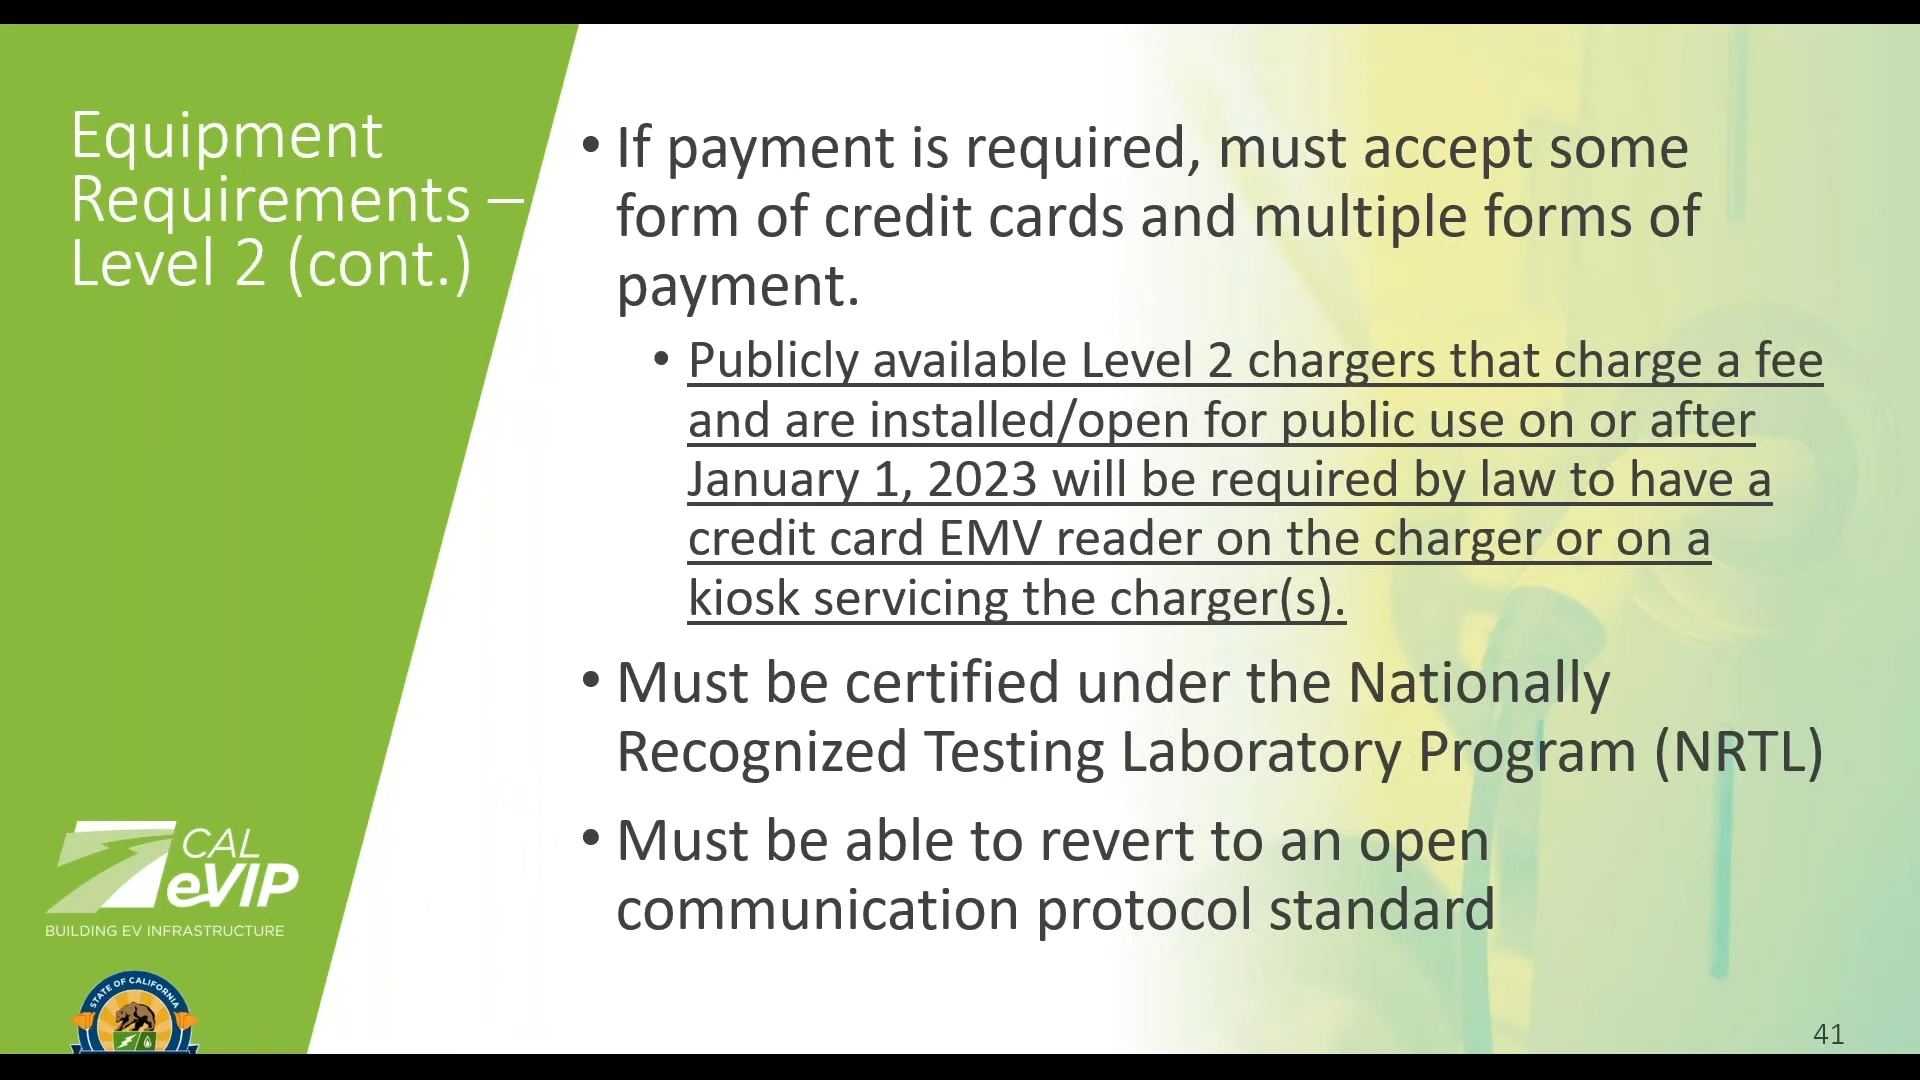 Equipment
Requirements –
Level 2 (cont.)
• If payment is required, must accept some
form of credit cards and multiple forms of
payment.
• Publicly available Level 2 chargers that charge a fee
and are installed/open for public use on or after
January 1, 2023 will be required by law to have a
credit card EMV reader on the charger or on a
kiosk servicing the charger(s).
• Must be certified under the Nationally
Recognized Testing Laboratory Program (NRTL)
• Must be able to revert to an open
communication protocol standard
CAL
eVIP
BUILDING EV INFRASTRUCTURE
STATE OF CALIFORNIA
41